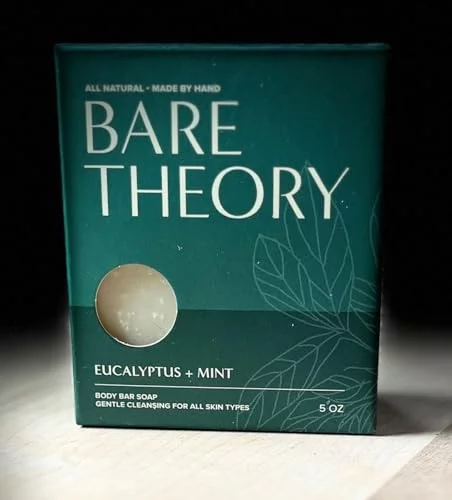 ALL NATURAL • MADE BY HAND
BARE
THEORY
EUCALYPTUS + MINT
BODY BAR SOAP
GENTLE CLEANSING FOR ALL SKIN TYPES
5 OZ